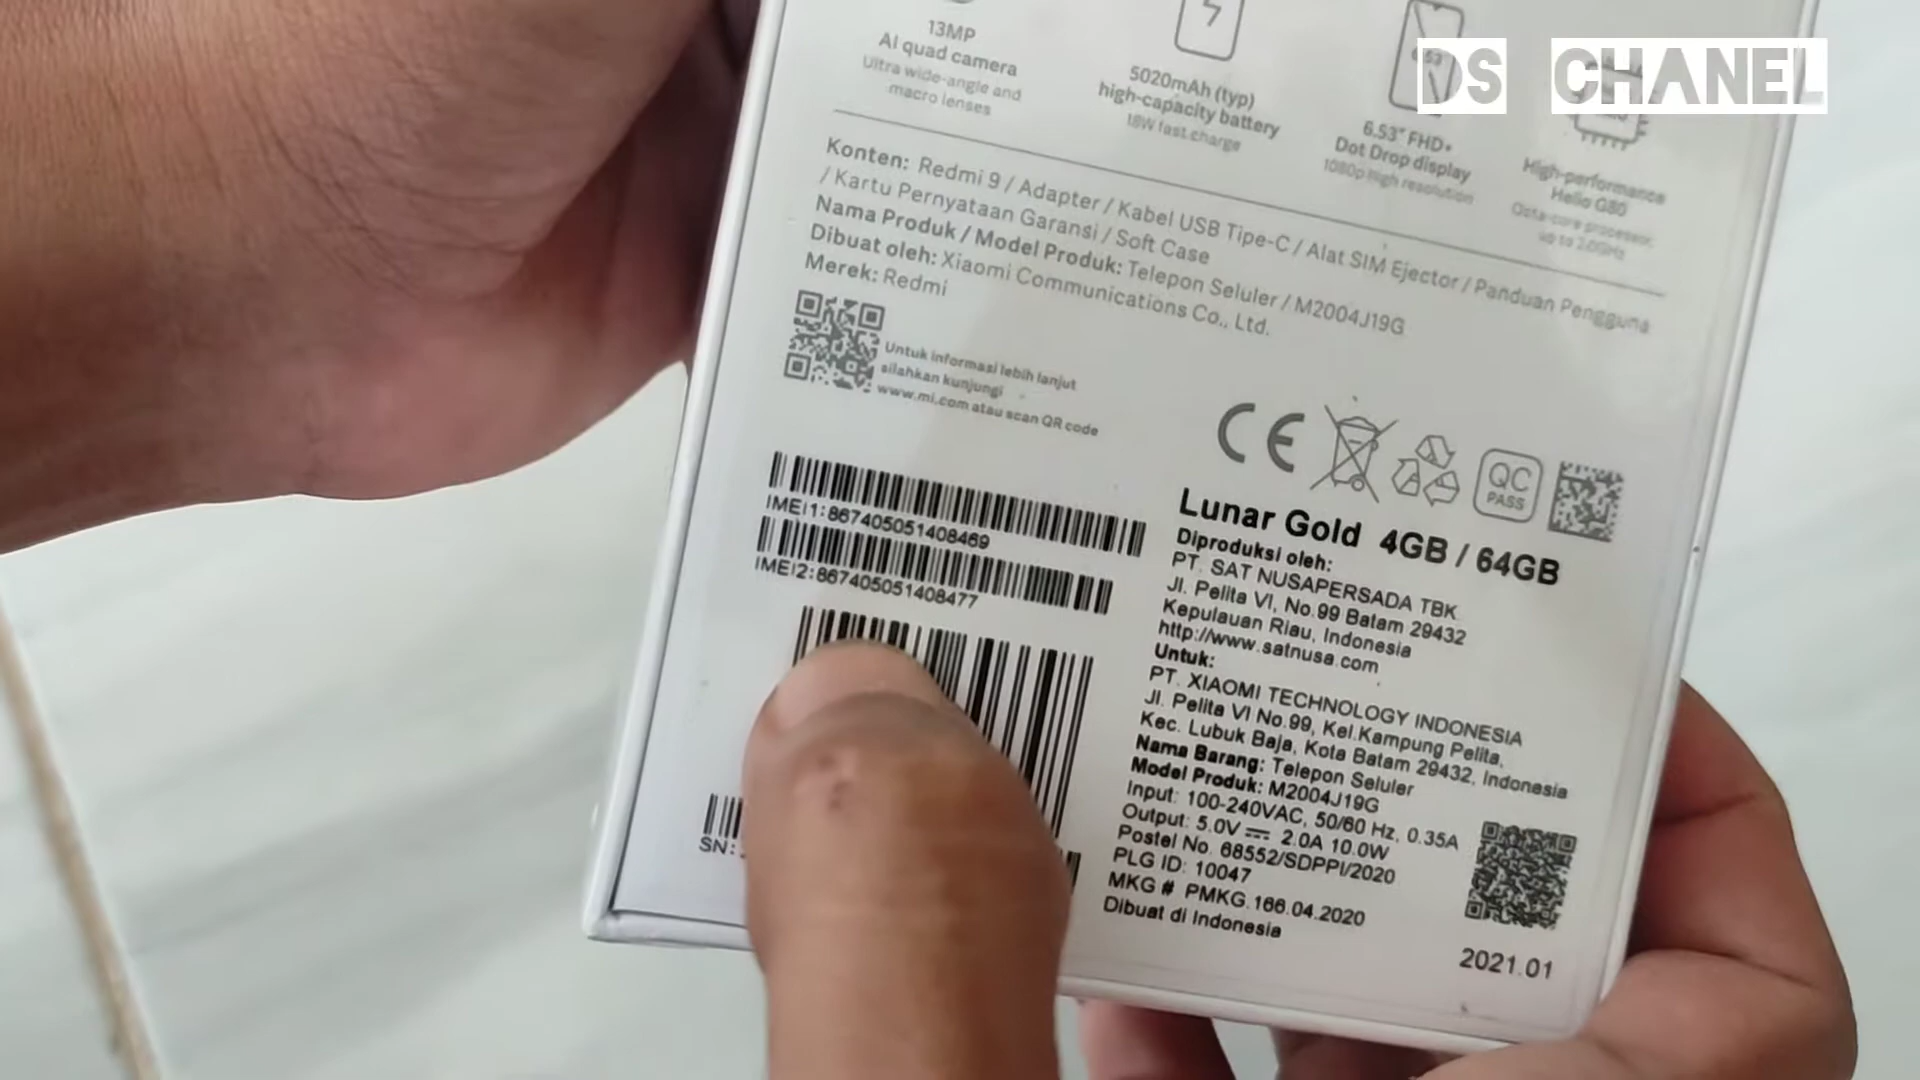 DS CHANEL
13MP
AI quad camera
Ultra wide-angle and
macro lenses
5020mAh (typ)
high-capacity battery
18W fast charge
6.53" FHD+
Dot Drop display
1080p High resolution
High-performance
Helio G80
Octa-core processor,
up to 2.0GHz
Konten: Redmi 9 / Adapter / Kabel USB Tipe-C / Alat SIM Ejector / Panduan Pengguna
/ Kartu Pernyataan Garansi / Soft Case
Nama Produk / Model Produk: Telepon Seluler / M2004J19G
Dibuat oleh: Xiaomi Communications Co., Ltd.
Merek: Redmi
Untuk informasi lebih lanjut
silahkan kunjungi
www.mi.com atau scan QR code
IMEI1:867405051408469
IMEI2:867405051408477
SN:
CE
QC
PASS
Lunar Gold 4GB / 64GB
Diproduksi oleh:
PT. SAT NUSAPERSADA TBK
Jl. Pelita VI, No.99 Batam 29432
Kepulauan Riau, Indonesia
http://www.satnusa.com
Untuk:
PT. XIAOMI TECHNOLOGY INDONESIA
Jl. Pelita VI No.99, Kel.Kampung Pelita,
Kec. Lubuk Baja, Kota Batam 29432, Indonesia
Nama Barang: Telepon Seluler
Model Produk: M2004J19G
Input: 100-240VAC, 50/60 Hz, 0.35A
Output: 5.0V ⎓ 2.0A 10.0W
Postel No. 68552/SDPPI/2020
PLG ID: 10047
MKG # PMKG.166.04.2020
Dibuat di Indonesia
2021.01